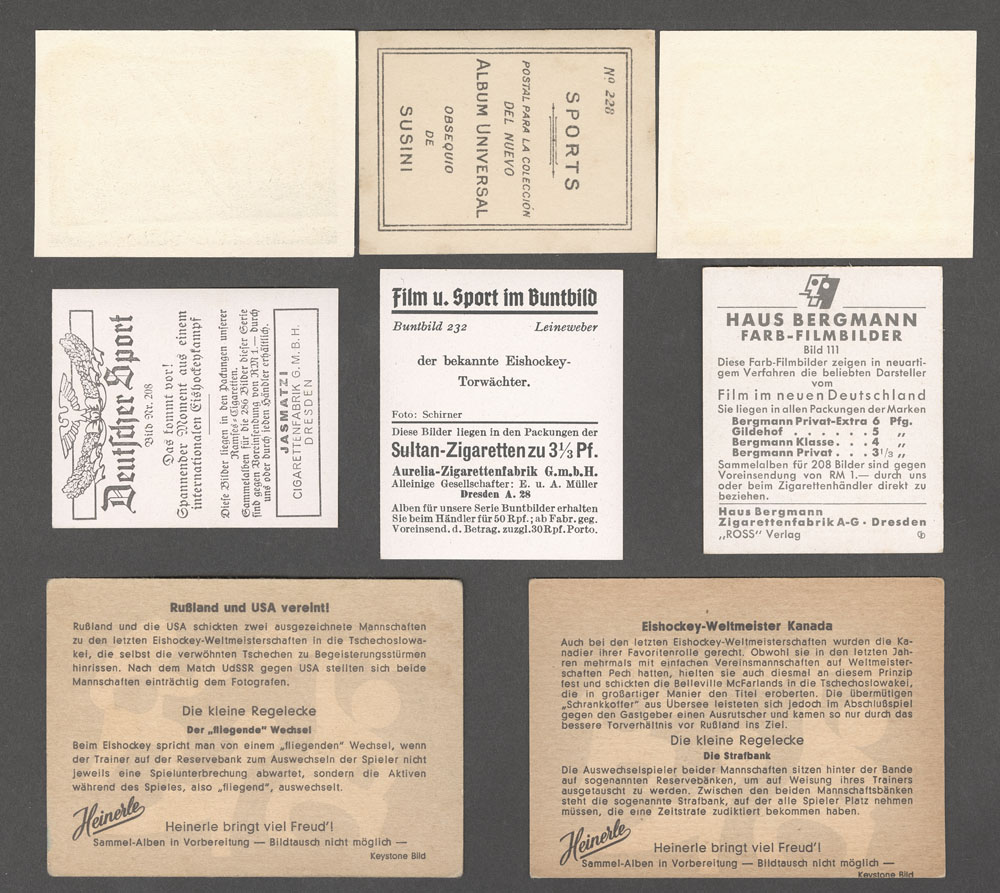 Nº 228
SPORTS
POSTAL PARA LA COLECCIÓN
DEL NUEVO
ALBUM UNIVERSAL
OBSEQUIO
DE
SUSINI
Deutscher Sport
Bild Nr. 208
Das kommt vor!
Spannender Moment aus einem
internationalen Eishockeykampf
Diese Bilder liegen in den Packungen unserer
Ramses-Cigaretten.
Sammelalben für die 286 Bilder dieser Serie
sind gegen Voreinsendung von RM 1.— durch
uns oder durch jeden Händler erhältlich.
JASMATZI
CIGARETTENFABRIK G.M.B.H.
DRESDEN
Film u. Sport im Buntbild
Buntbild 232 Leineweber
der bekannte Eishockey-
Torwächter.
Foto: Schirner
Diese Bilder liegen in den Packungen der
Sultan-Zigaretten zu 3⅓ Pf.
Aurelia-Zigarettenfabrik G.m.b.H.
Alleinige Gesellschafter: E. u. A. Müller
Dresden A. 28
Alben für unsere Serie Buntbilder erhalten
Sie beim Händler für 50 Rpf.; ab Fabr. geg.
Voreinsend. d. Betrag. zuzgl. 30 Rpf. Porto.
HAUS BERGMANN
FARB-FILMBILDER
Bild 111
Diese Farb-Filmbilder zeigen in neuarti-
gem Verfahren die beliebten Darsteller
vom
Film im neuen Deutschland
Sie liegen in allen Packungen der Marken
Bergmann Privat-Extra 6 Pfg.
Gildehof . . . . . 5 „
Bergmann Klasse . . . 4 „
Bergmann Privat . . . 3⅓ „
Sammelalben für 208 Bilder sind gegen
Voreinsendung von RM 1.— durch uns
oder beim Zigarettenhändler direkt zu
beziehen.
Haus Bergmann
Zigarettenfabrik A-G · Dresden
„ROSS" Verlag
Rußland und USA vereint!
Rußland und die USA schickten zwei ausgezeichnete Mannschaften
zu den letzten Eishockey-Weltmeisterschaften in die Tschechoslowa-
kei, die selbst die verwöhnten Tschechen zu Begeisterungsstürmen
hinrissen. Nach dem Match UdSSR gegen USA stellten sich beide
Mannschaften einträchtig dem Fotografen.
Die kleine Regelecke
Der „fliegende" Wechsel
Beim Eishockey spricht man von einem „fliegenden" Wechsel, wenn
der Trainer auf der Reservebank zum Auswechseln der Spieler nicht
jeweils eine Spielunterbrechung abwartet, sondern die Aktiven
während des Spieles, also „fliegend", auswechselt.
Heinerle
Heinerle bringt viel Freud'!
Sammel-Alben in Vorbereitung — Bildtausch nicht möglich —
Keystone Bild
Eishockey-Weltmeister Kanada
Auch bei den letzten Eishockey-Weltmeisterschaften wurden die Ka-
nadier ihrer Favoritenrolle gerecht. Obwohl sie in den letzten Jah-
ren mehrmals mit einfachen Vereinsmannschaften auf Weltmeister-
schaften Pech hatten, hielten sie auch diesmal an diesem Prinzip
fest und schickten die Belleville McFarlands in die Tschechoslowakei,
die in großartiger Manier den Titel eroberten. Die übermütigen
„Schrankkoffer" aus Übersee leisteten sich jedoch im Abschlußspiel
gegen den Gastgeber einen Ausrutscher und kamen so nur durch das
bessere Torverhältnis vor Rußland ins Ziel.
Die kleine Regelecke
Die Strafbank
Die Auswechselspieler beider Mannschaften sitzen hinter der Bande
auf sogenannten Reservebänken, um auf Weisung ihres Trainers
ausgetauscht zu werden. Zwischen den beiden Mannschaftsbänken
steht die sogenannte Strafbank, auf der alle Spieler Platz nehmen
müssen, die eine Zeitstrafe zudiktiert bekommen haben.
Heinerle
Heinerle bringt viel Freud'!
Sammel-Alben in Vorbereitung — Bildtausch nicht möglich —
Keystone Bild